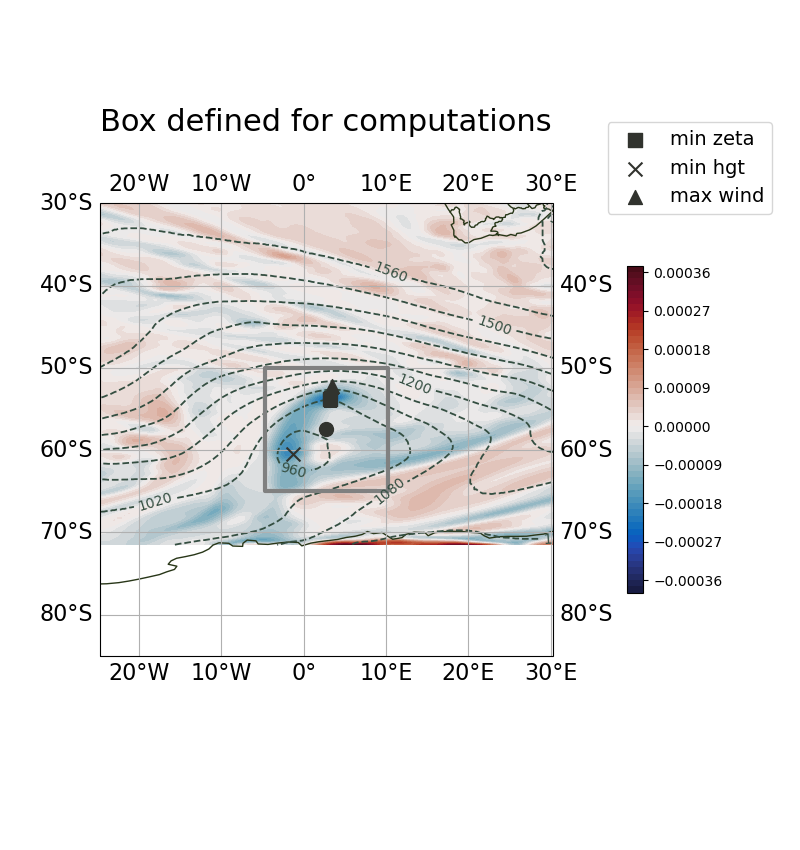 Box defined for computations
min zeta
min hgt
max wind
20°W 10°W 0° 10°E 20°E 30°E
30°S
40°S 40°S
50°S 50°S
60°S 60°S
70°S 70°S
80°S 80°S
20°W 10°W 0° 10°E 20°E 30°E
1560
1500
1200
960
1080
1020
0.00036
0.00027
0.00018
0.00009
0.00000
−0.00009
−0.00018
−0.00027
−0.00036